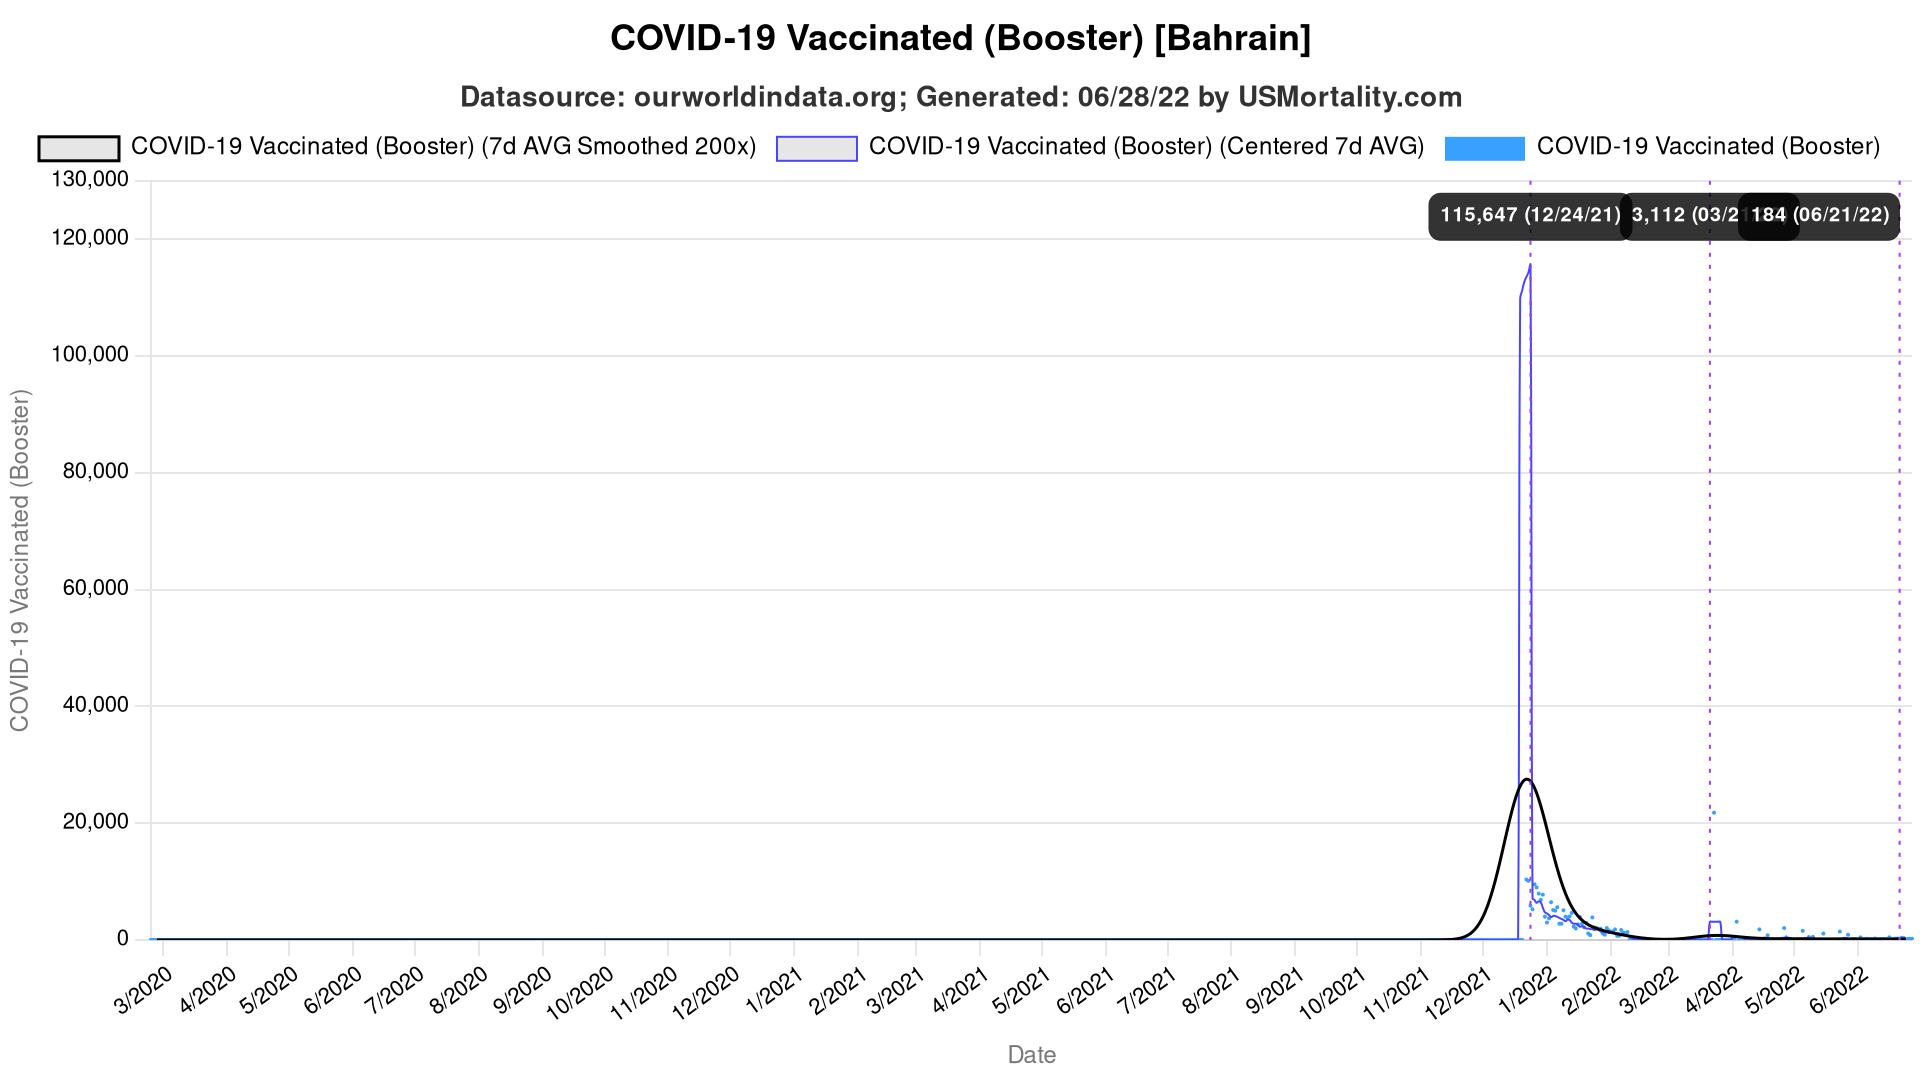 COVID-19 Vaccinated (Booster) [Bahrain]
Datasource: ourworldindata.org; Generated: 06/28/22 by USMortality.com
COVID-19 Vaccinated (Booster) (7d AVG Smoothed 200x) COVID-19 Vaccinated (Booster) (Centered 7d AVG) COVID-19 Vaccinated (Booster)
130,000
115,647 (12/24/21) 3,112 (03/21 184 (06/21/22)
120,000
100,000
80,000
60,000
40,000
20,000
0
COVID-19 Vaccinated (Booster)
3/2020 4/2020 5/2020 6/2020 7/2020 8/2020 9/2020 10/2020 11/2020 12/2020 1/2021 2/2021 3/2021 4/2021 5/2021 6/2021 7/2021 8/2021 9/2021 10/2021 11/2021 12/2021 1/2022 2/2022 3/2022 4/2022 5/2022 6/2022
Date